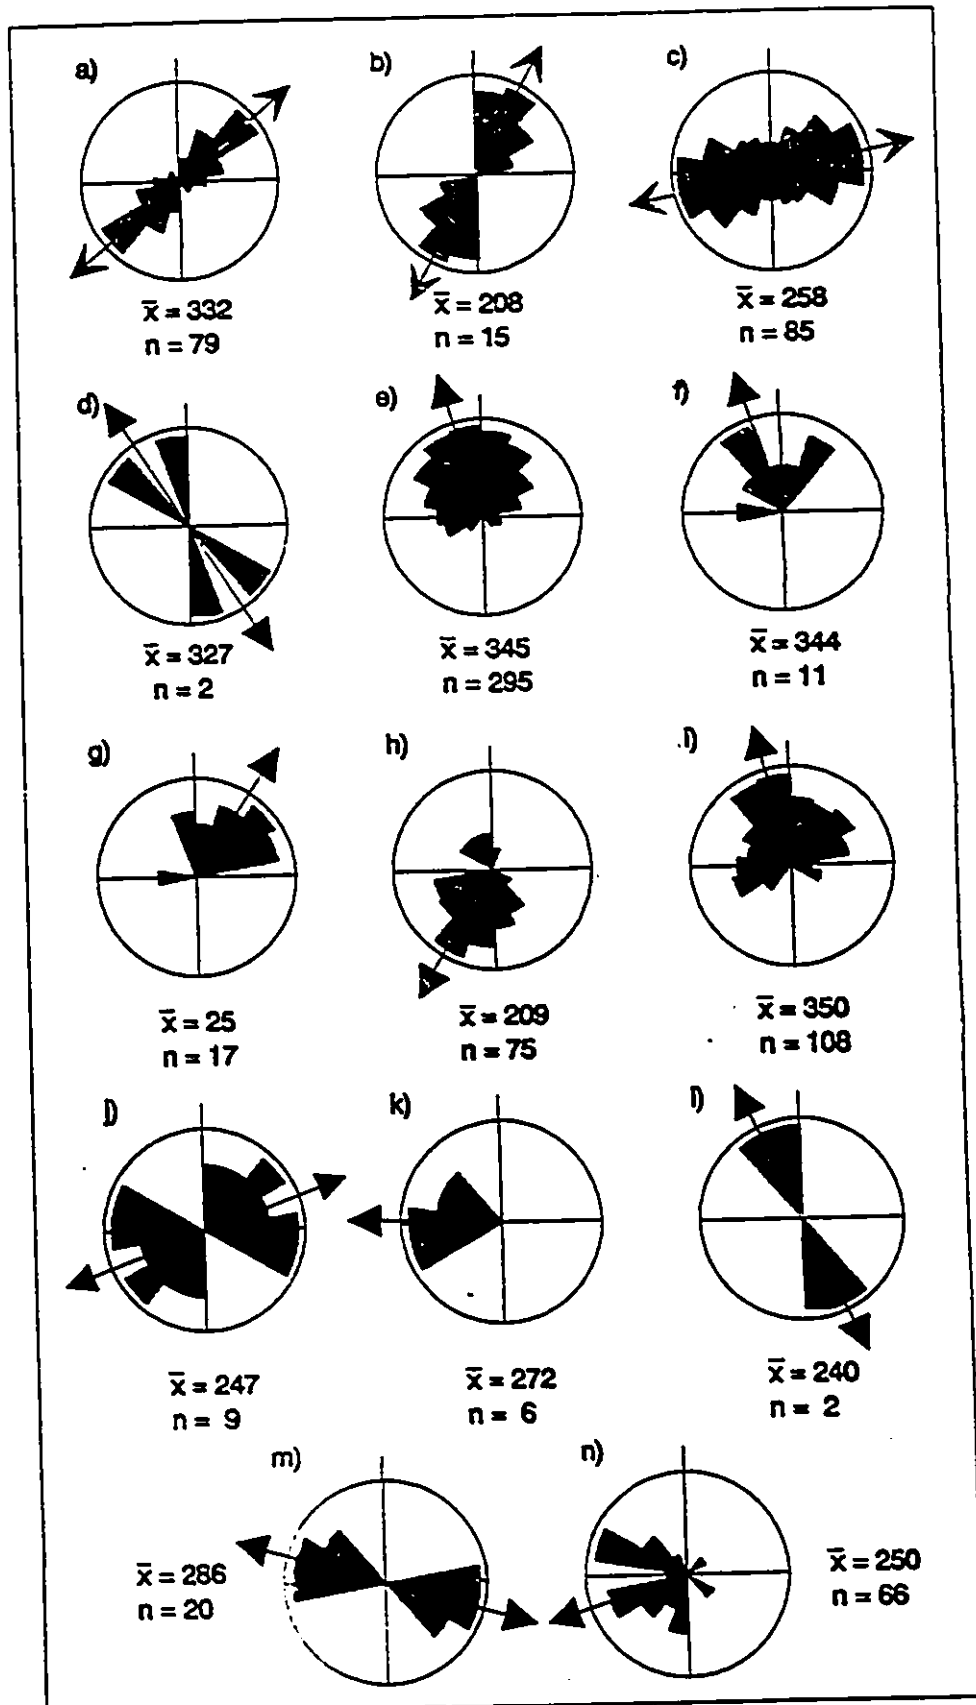 a)
b)
c)
x̄ = 332
n = 79
x̄ = 208
n = 15
x̄ = 258
n = 85
d)
e)
f)
x̄ = 327
n = 2
x̄ = 345
n = 295
x̄ = 344
n = 11
g)
h)
i)
x̄ = 25
n = 17
x̄ = 209
n = 75
x̄ = 350
n = 108
j)
k)
l)
x̄ = 247
n = 9
x̄ = 272
n = 6
x̄ = 240
n = 2
m)
n)
x̄ = 286
n = 20
x̄ = 250
n = 66